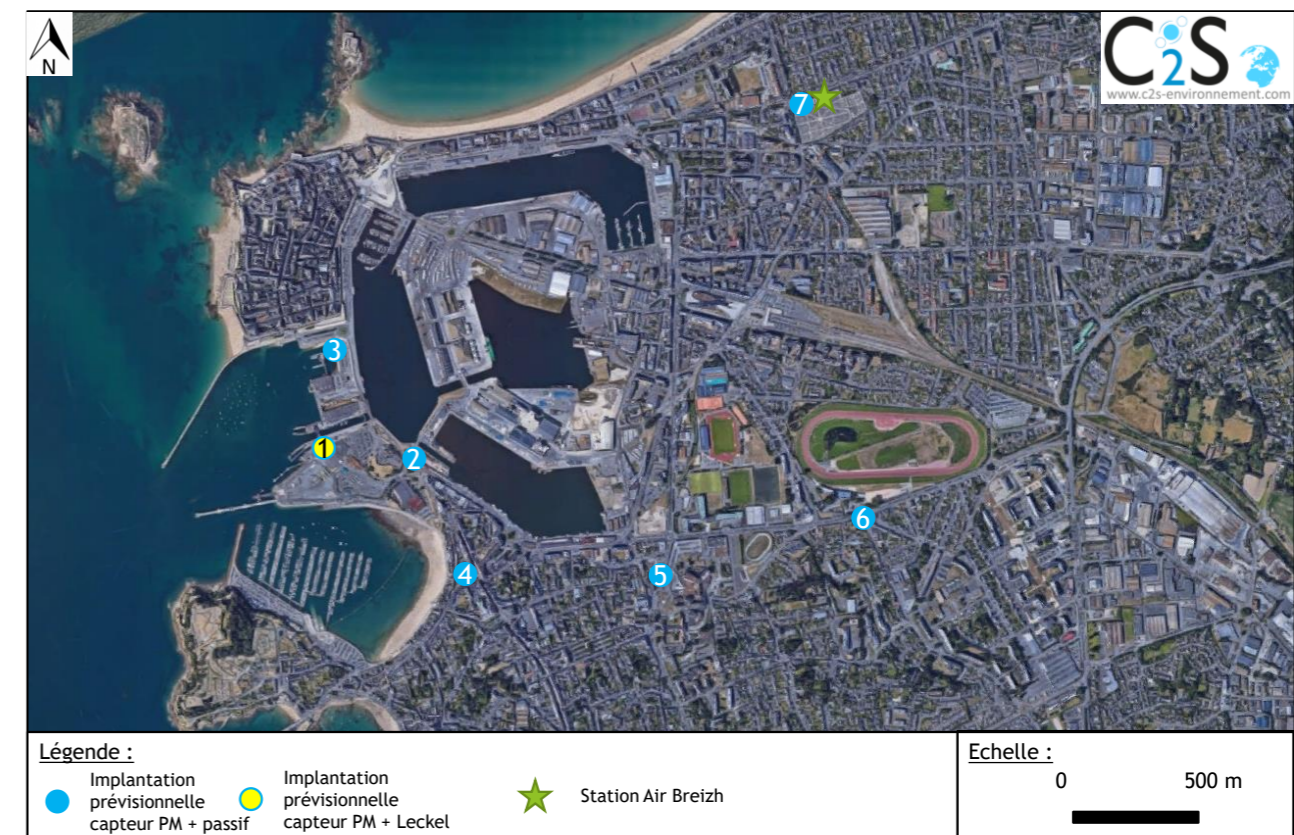 N
C2S
www.c2s-environnement.com
7
3
1
2
6
4
5
Légende :
Implantation
prévisionnelle
capteur PM + passif
Implantation
prévisionnelle
capteur PM + Leckel
Station Air Breizh
Echelle :
0 500 m